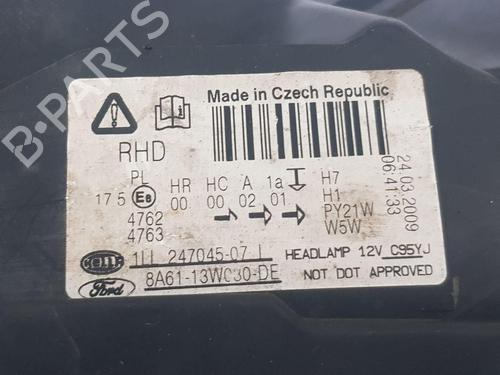 B-PARTS
Made in Czech Republic
RHD
PL HR HC A 1a H7
17 5 E8 00 00 02 01 H1
4762 PY21W
4763 W5W
24.03.2009
06:41:33
HELLA 247045-07 HEADLAMP 12V C95YJ
Ford 8A61-13W030-DE NOT DOT APPROVED